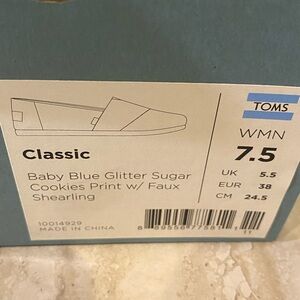 TOMS
WMN
Classic
7.5
Baby Blue Glitter Sugar
Cookies Print w/ Faux
Shearling
UK 5.5
EUR 38
CM 24.5
10014929
MADE IN CHINA